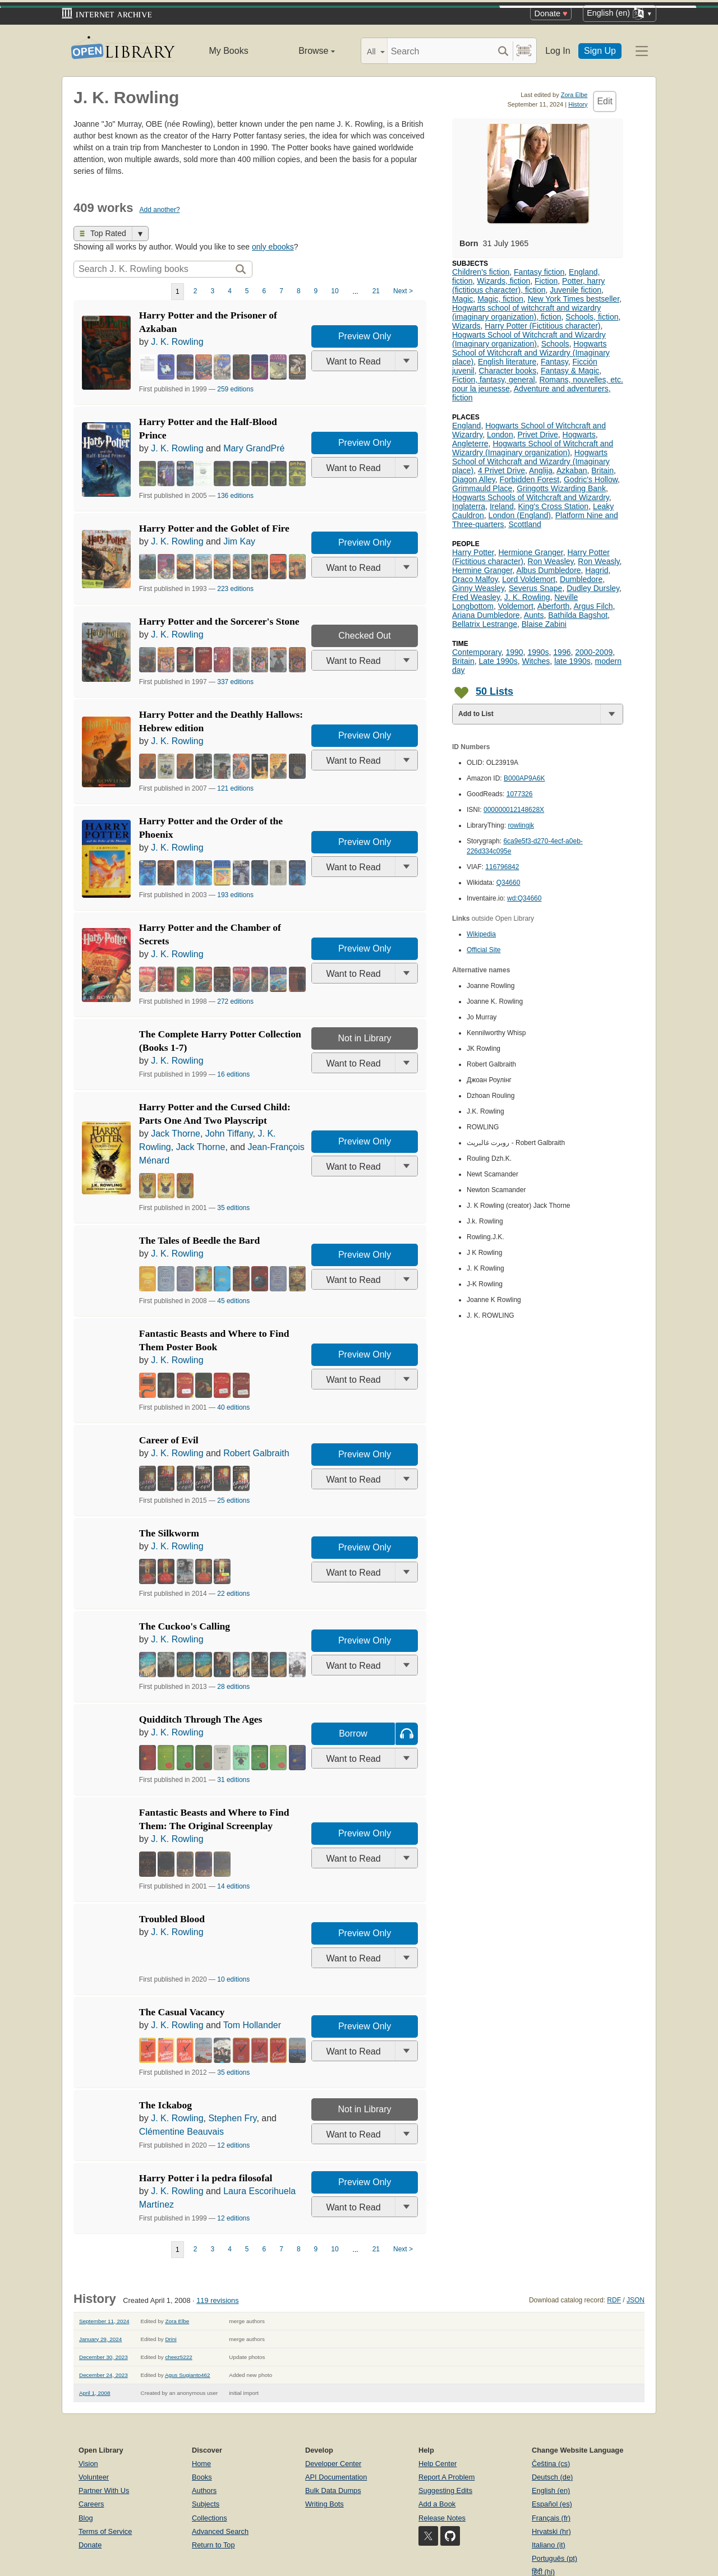 INTERNET ARCHIVE
Donate ♥
English (en)
OPEN LIBRARY
My Books
Browse
All
Search
Log In
Sign Up
J. K. Rowling
Last edited by Zora Elbe
September 11, 2024 | History
Edit
Joanne "Jo" Murray, OBE (née Rowling), better known under the pen name J. K. Rowling, is a British
author best known as the creator of the Harry Potter fantasy series, the idea for which was conceived
whilst on a train trip from Manchester to London in 1990. The Potter books have gained worldwide
attention, won multiple awards, sold more than 400 million copies, and been the basis for a popular
series of films.
409 works
Add another?
Top Rated
Showing all works by author. Would you like to see only ebooks?
Search J. K. Rowling books
1 2 3 4 5 6 7 8 9 10 ... 21 Next >
Harry Potter and the Prisoner of
Azkaban
by J. K. Rowling
First published in 1999 — 259 editions
Preview Only
Want to Read
Harry Potter and the Half-Blood
Prince
by J. K. Rowling and Mary GrandPré
First published in 2005 — 136 editions
Preview Only
Want to Read
Harry Potter and the Goblet of Fire
by J. K. Rowling and Jim Kay
First published in 1993 — 223 editions
Preview Only
Want to Read
Harry Potter and the Sorcerer's Stone
by J. K. Rowling
First published in 1997 — 337 editions
Checked Out
Want to Read
Harry Potter and the Deathly Hallows:
Hebrew edition
by J. K. Rowling
First published in 2007 — 121 editions
Preview Only
Want to Read
Harry Potter and the Order of the
Phoenix
by J. K. Rowling
First published in 2003 — 193 editions
Preview Only
Want to Read
Harry Potter and the Chamber of
Secrets
by J. K. Rowling
First published in 1998 — 272 editions
Preview Only
Want to Read
The Complete Harry Potter Collection
(Books 1-7)
by J. K. Rowling
First published in 1999 — 16 editions
Not in Library
Want to Read
Harry Potter and the Cursed Child:
Parts One And Two Playscript
by Jack Thorne, John Tiffany, J. K.
Rowling, Jack Thorne, and Jean-François
Ménard
First published in 2001 — 35 editions
Preview Only
Want to Read
The Tales of Beedle the Bard
by J. K. Rowling
First published in 2008 — 45 editions
Preview Only
Want to Read
Fantastic Beasts and Where to Find
Them Poster Book
by J. K. Rowling
First published in 2001 — 40 editions
Preview Only
Want to Read
Career of Evil
by J. K. Rowling and Robert Galbraith
First published in 2015 — 25 editions
Preview Only
Want to Read
The Silkworm
by J. K. Rowling
First published in 2014 — 22 editions
Preview Only
Want to Read
The Cuckoo's Calling
by J. K. Rowling
First published in 2013 — 28 editions
Preview Only
Want to Read
Quidditch Through The Ages
by J. K. Rowling
First published in 2001 — 31 editions
Borrow
Want to Read
Fantastic Beasts and Where to Find
Them: The Original Screenplay
by J. K. Rowling
First published in 2001 — 14 editions
Preview Only
Want to Read
Troubled Blood
by J. K. Rowling
First published in 2020 — 10 editions
Preview Only
Want to Read
The Casual Vacancy
by J. K. Rowling and Tom Hollander
First published in 2012 — 35 editions
Preview Only
Want to Read
The Ickabog
by J. K. Rowling, Stephen Fry, and
Clémentine Beauvais
First published in 2020 — 12 editions
Not in Library
Want to Read
Harry Potter i la pedra filosofal
by J. K. Rowling and Laura Escorihuela
Martínez
First published in 1999 — 12 editions
Preview Only
Want to Read
1 2 3 4 5 6 7 8 9 10 ... 21 Next >
Born 31 July 1965
SUBJECTS
Children's fiction, Fantasy fiction, England,
fiction, Wizards, fiction, Fiction, Potter, harry
(fictitious character), fiction, Juvenile fiction,
Magic, Magic, fiction, New York Times bestseller,
Hogwarts school of witchcraft and wizardry
(imaginary organization), fiction, Schools, fiction,
Wizards, Harry Potter (Fictitious character),
Hogwarts School of Witchcraft and Wizardry
(Imaginary organization), Schools, Hogwarts
School of Witchcraft and Wizardry (Imaginary
place), English literature, Fantasy, Ficción
juvenil, Character books, Fantasy & Magic,
Fiction, fantasy, general, Romans, nouvelles, etc.
pour la jeunesse, Adventure and adventurers,
fiction
PLACES
England, Hogwarts School of Witchcraft and
Wizardry, London, Privet Drive, Hogwarts,
Angleterre, Hogwarts School of Witchcraft and
Wizardry (Imaginary organization), Hogwarts
School of Witchcraft and Wizardry (Imaginary
place), 4 Privet Drive, Anglija, Azkaban, Britain,
Diagon Alley, Forbidden Forest, Godric's Hollow,
Grimmauld Place, Gringotts Wizarding Bank,
Hogwarts Schools of Witchcraft and Wizardry,
Inglaterra, Ireland, King's Cross Station, Leaky
Cauldron, London (England), Platform Nine and
Three-quarters, Scottland
PEOPLE
Harry Potter, Hermione Granger, Harry Potter
(Fictitious character), Ron Weasley, Ron Weasly,
Hermine Granger, Albus Dumbledore, Hagrid,
Draco Malfoy, Lord Voldemort, Dumbledore,
Ginny Weasley, Severus Snape, Dudley Dursley,
Fred Weasley, J. K. Rowling, Neville
Longbottom, Voldemort, Aberforth, Argus Filch,
Ariana Dumbledore, Aunts, Bathilda Bagshot,
Bellatrix Lestrange, Blaise Zabini
TIME
Contemporary, 1990, 1990s, 1996, 2000-2009,
Britain, Late 1990s, Witches, late 1990s, modern
day
50 Lists
Add to List
ID Numbers
OLID: OL23919A
Amazon ID: B000AP9A6K
GoodReads: 1077326
ISNI: 000000012148628X
LibraryThing: rowlingjk
Storygraph: 6ca9e5f3-d270-4ecf-a0eb-
226d334c095e
VIAF: 116796842
Wikidata: Q34660
Inventaire.io: wd:Q34660
Links outside Open Library
Wikipedia
Official Site
Alternative names
Joanne Rowling
Joanne K. Rowling
Jo Murray
Kennilworthy Whisp
JK Rowling
Robert Galbraith
Джоан Роулінг
Dzhoan Rouling
J.K. Rowling
ROWLING
روبرت غالبريث - Robert Galbraith
Rouling Dzh.K.
Newt Scamander
Newton Scamander
J. K Rowling (creator) Jack Thorne
J.k. Rowling
Rowling,J.K.
J K Rowling
J. K Rowling
J-K Rowling
Joanne K Rowling
J. K. ROWLING
History Created April 1, 2008 · 119 revisions
Download catalog record: RDF / JSON
September 11, 2024 Edited by Zora Elbe merge authors
January 29, 2024 Edited by Drini merge authors
December 30, 2023 Edited by cheez5222 Update photos
December 24, 2023 Edited by Agus Sugianto462 Added new photo
April 1, 2008 Created by an anonymous user initial import
Open Library
Vision
Volunteer
Partner With Us
Careers
Blog
Terms of Service
Donate
Discover
Home
Books
Authors
Subjects
Collections
Advanced Search
Return to Top
Develop
Developer Center
API Documentation
Bulk Data Dumps
Writing Bots
Help
Help Center
Report A Problem
Suggesting Edits
Add a Book
Release Notes
Change Website Language
Čeština (cs)
Deutsch (de)
English (en)
Español (es)
Français (fr)
Hrvatski (hr)
Italiano (it)
Português (pt)
हिंदी (hi)